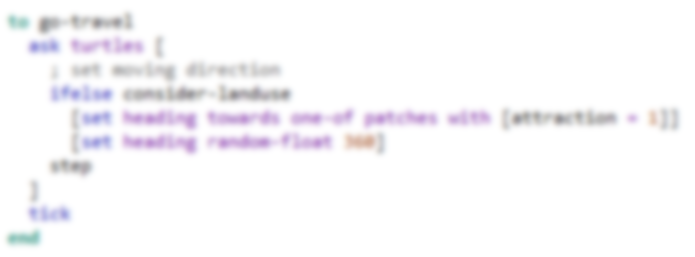 to go-travel
ask turtles [
; set moving direction
ifelse consider-landuse
[set heading towards one-of patches with [attraction = 1]]
[set heading random-float 360]
step
]
tick
end